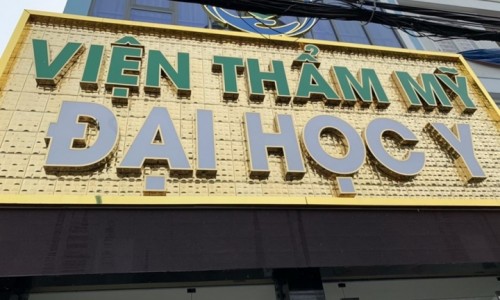 VIỆN THẨM MỸ
ĐẠI HỌC Y